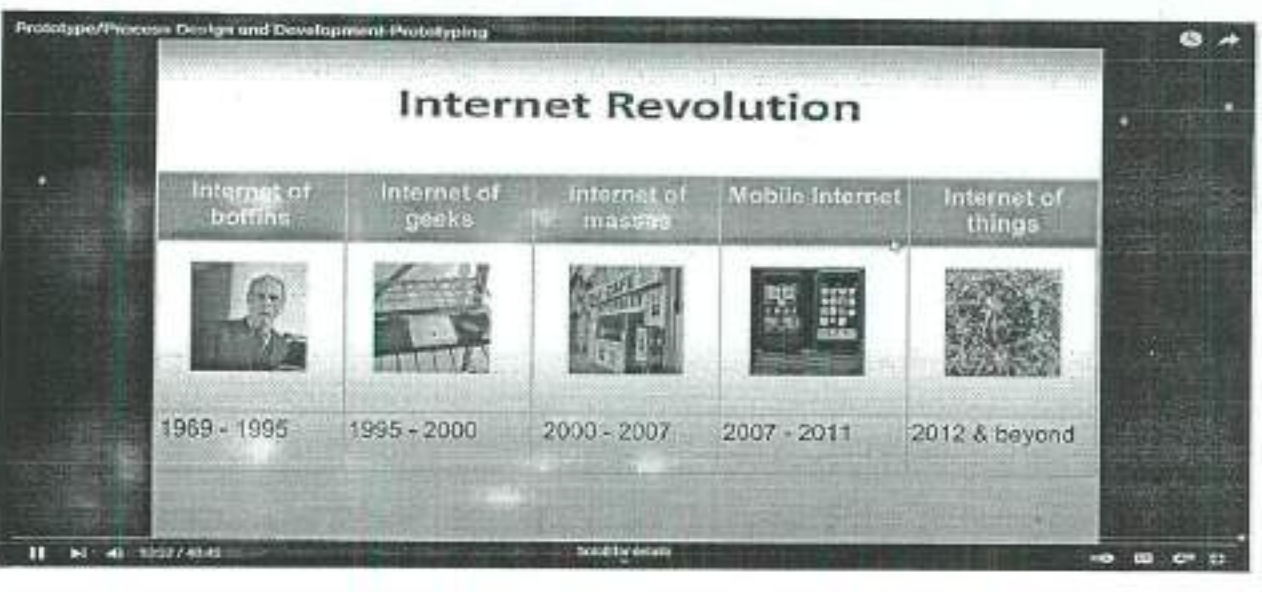 Prototype/Process Design and Development-Prototyping
Internet Revolution
Internet of boffins
Internet of geeks
Internet of masses
Mobile Internet
Internet of things
CAFE
1969 - 1995
1995 - 2000
2000 - 2007
2007 - 2011
2012 & beyond